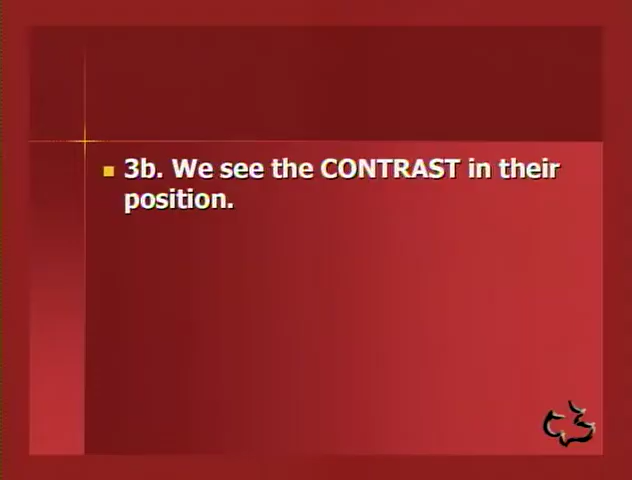 3b. We see the CONTRAST in their
position.